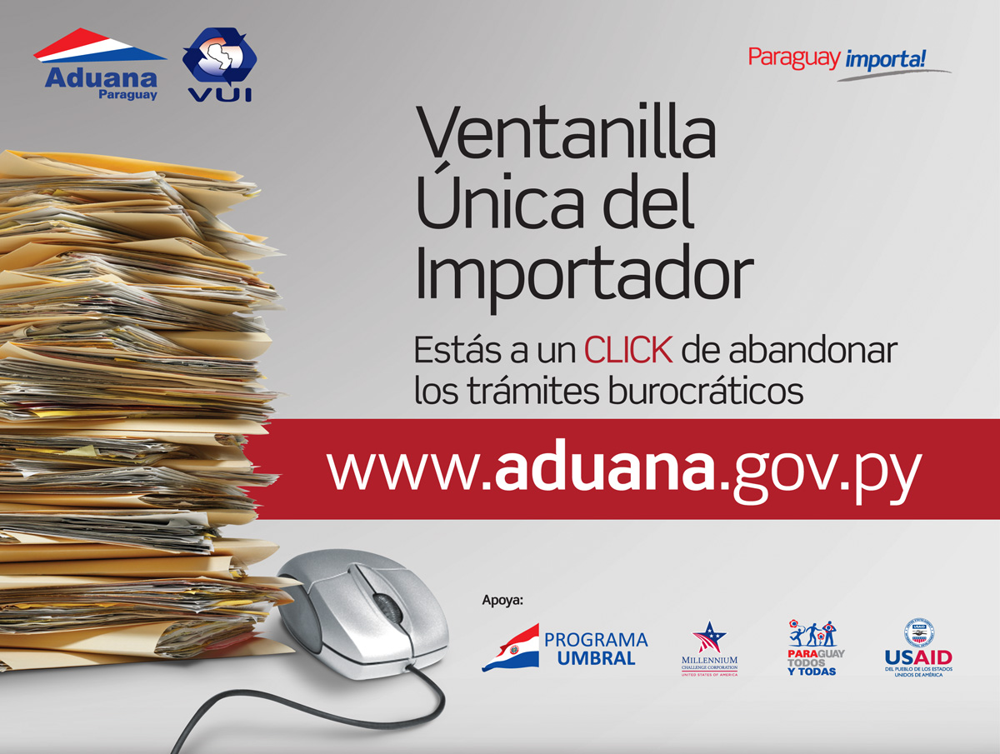 Aduana
Paraguay
VUI
Paraguay importa!
Ventanilla
Única del
Importador
Estás a un CLICK de abandonar
los trámites burocráticos
www.aduana.gov.py
Apoya:
PROGRAMA
UMBRAL
MILLENNIUM
CHALLENGE CORPORATION
UNITED STATES OF AMERICA
PARAGUAY
TODOS
Y TODAS
USAID
USAID
DEL PUEBLO DE LOS ESTADOS
UNIDOS DE AMÉRICA